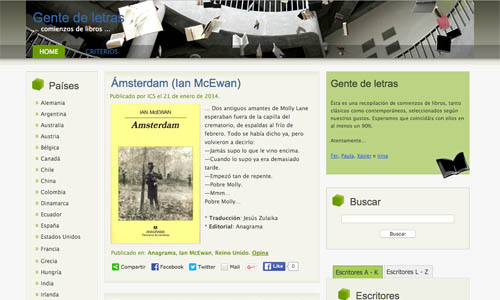 Gente de letras
... comienzos de libros ...
HOME
CRITERIOS
Países
Alemania
Argentina
Australia
Austria
Bélgica
Canadá
Chile
China
Colombia
Dinamarca
Ecuador
España
Estados Unidos
Francia
Grecia
Hungría
India
Irlanda
Ámsterdam (Ian McEwan)
Publicado por ICS el 21 de enero de 2014.
IAN McEWAN
Ámsterdam
ANAGRAMA
... Dos antiguos amantes de Molly Lane
esperaban fuera de la capilla del
crematorio, de espaldas al frío de
febrero. Todo se había dicho ya, pero
volvieron a decirlo:
—Jamás supo lo que le vino encima.
—Cuando lo supo ya era demasiado
tarde.
—Empezó tan de repente.
—Pobre Molly.
—Mmm...
Pobre Molly...
* Traducción: Jesús Zulaika
* Editorial: Anagrama
Publicado en: Anagrama, Ian McEwan, Reino Unido. Opina
Compartir Facebook Twitter Mail Like 0
Gente de letras
Ésta es una recopilación de comienzos de libros, tanto
clásicos como contemporáneos, seleccionados según
nuestros gustos. Esperamos que coincidáis con ellos en
al menos un 90%.
Atentamente...
Fer, Paula, Xavier e Irina
Buscar
Buscar
Escritores A - K
Escritores L - Z
Escritores